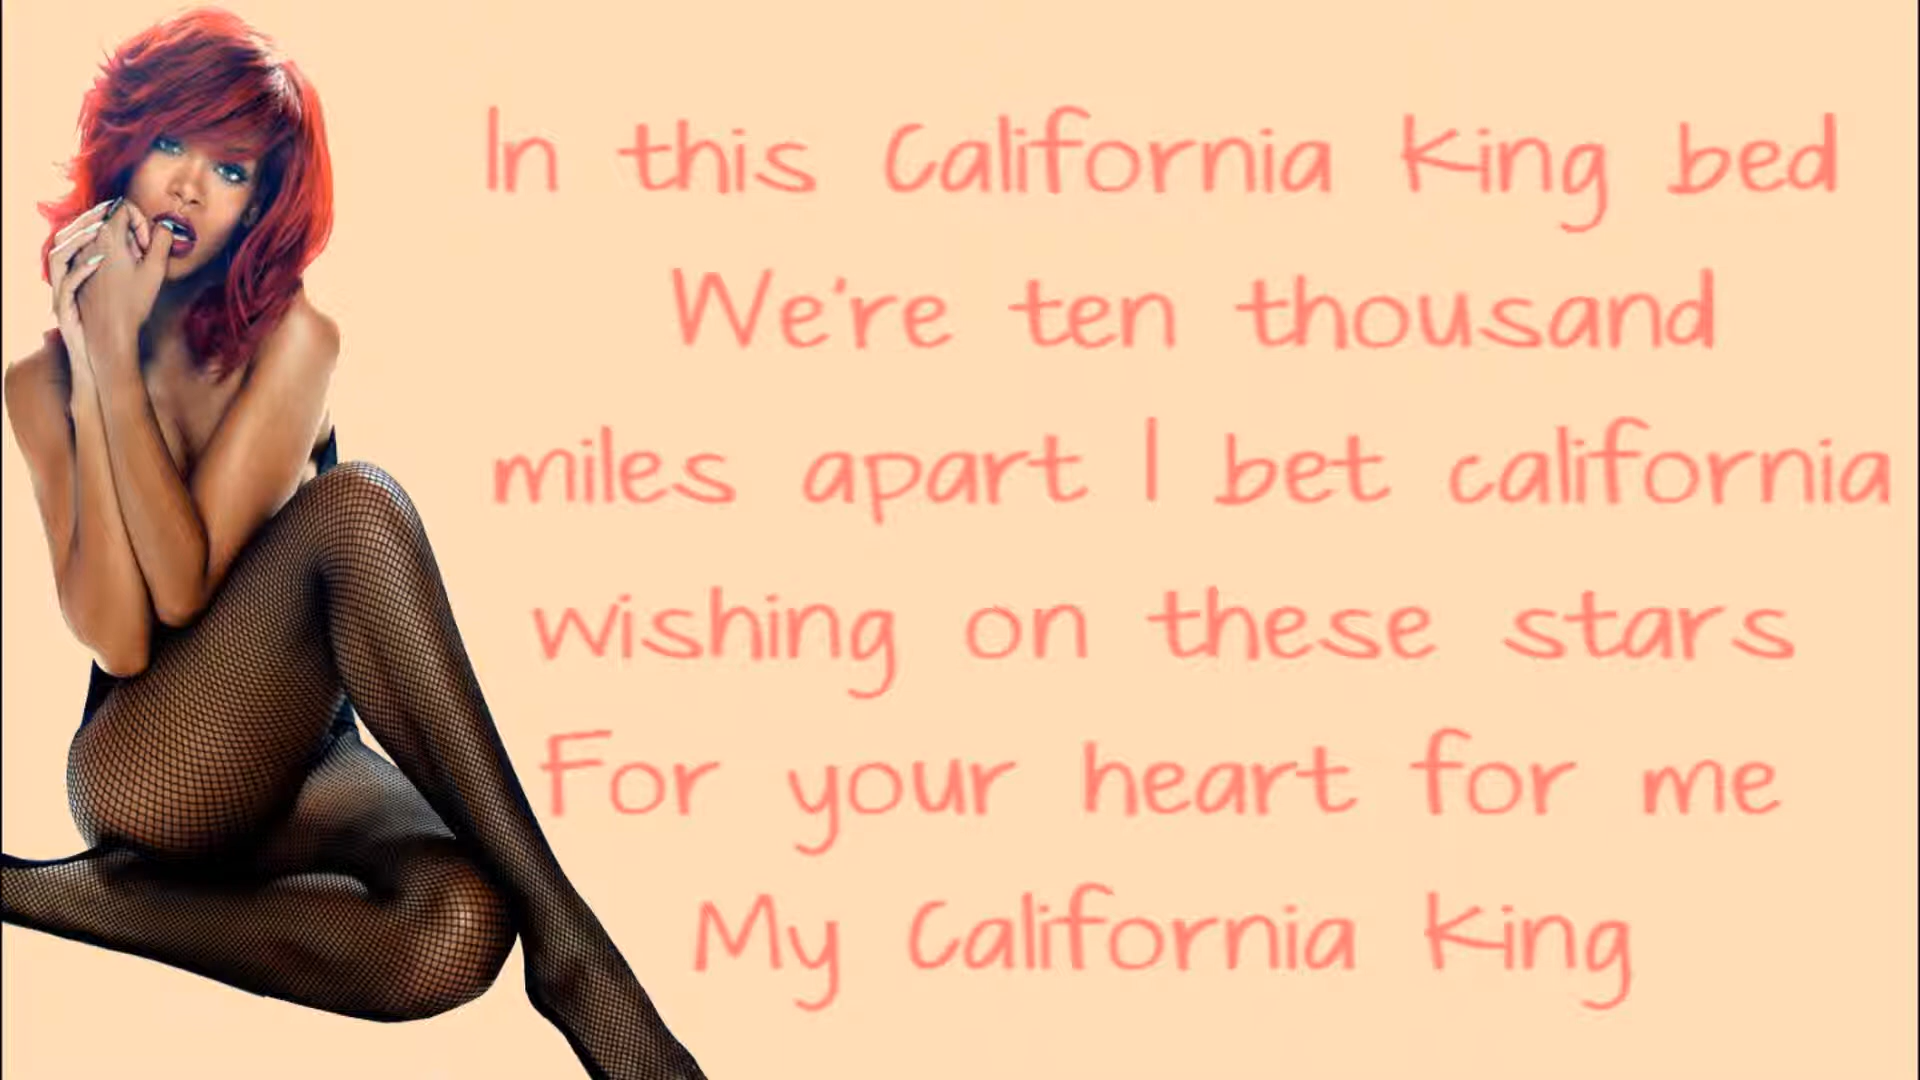 In this California King bed
We're ten thousand
miles apart I bet california
wishing on these stars
For your heart for me
My California King